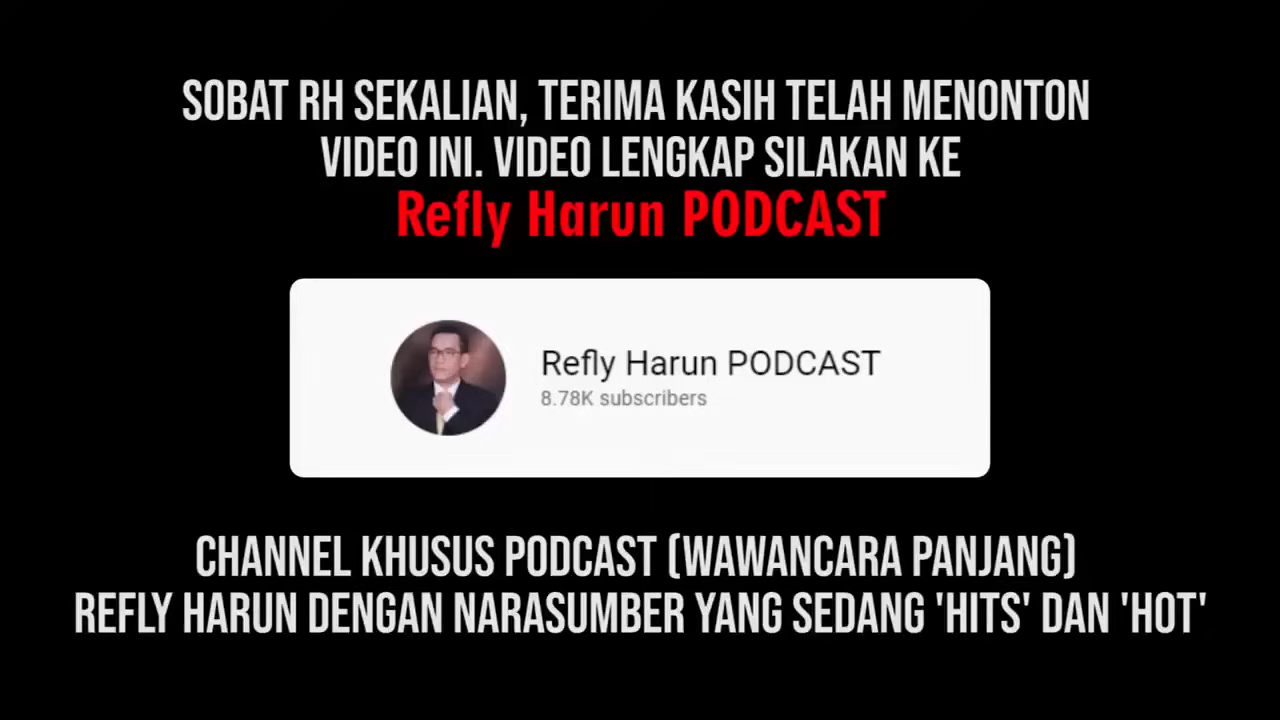 SOBAT RH SEKALIAN, TERIMA KASIH TELAH MENONTON
VIDEO INI. VIDEO LENGKAP SILAKAN KE
Refly Harun PODCAST
Refly Harun PODCAST
8.78K subscribers
CHANNEL KHUSUS PODCAST (WAWANCARA PANJANG)
REFLY HARUN DENGAN NARASUMBER YANG SEDANG 'HITS' DAN 'HOT'